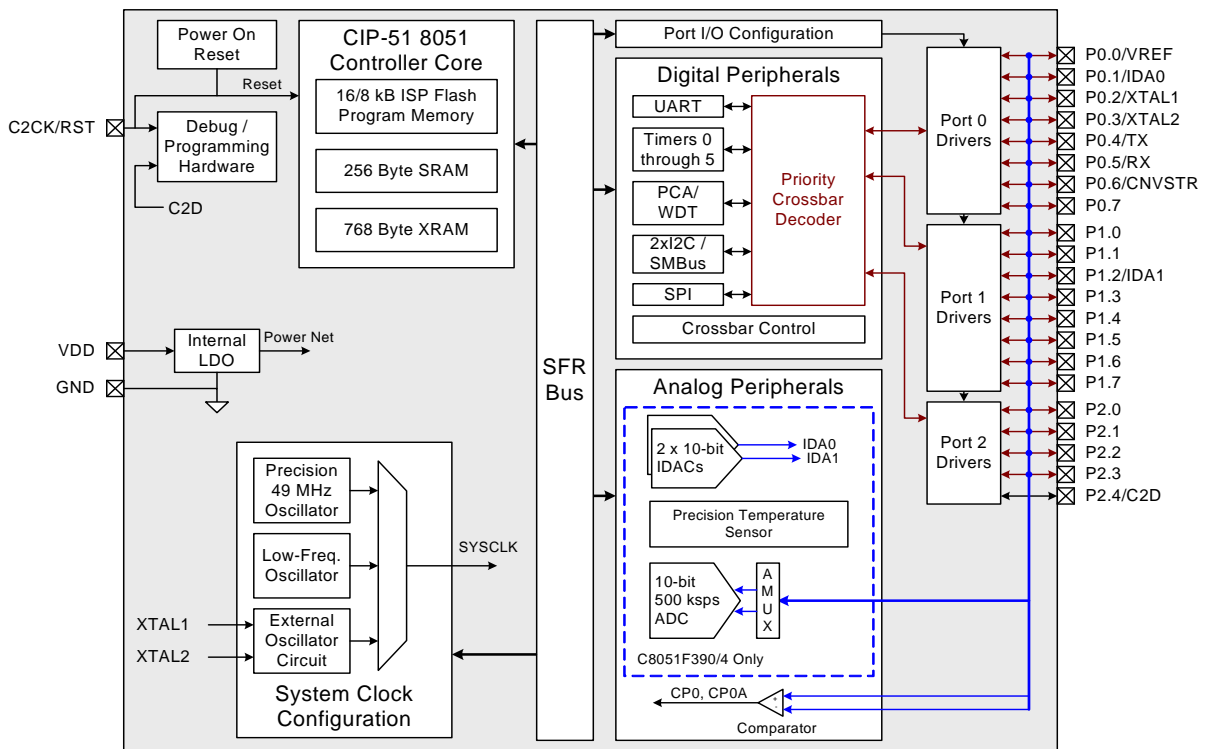 Power On
Reset
Reset
C2CK/RST
Debug /
Programming
Hardware
C2D
CIP-51 8051
Controller Core
16/8 kB ISP Flash
Program Memory
256 Byte SRAM
768 Byte XRAM
VDD
GND
Internal
LDO
Power Net
Precision
49 MHz
Oscillator
Low-Freq.
Oscillator
External
Oscillator
Circuit
XTAL1
XTAL2
SYSCLK
System Clock
Configuration
SFR
Bus
Port I/O Configuration
Digital Peripherals
UART
Timers 0
through 5
PCA/
WDT
2xI2C /
SMBus
SPI
Priority
Crossbar
Decoder
Crossbar Control
Analog Peripherals
2 x 10-bit
IDACs
IDA0
IDA1
Precision Temperature
Sensor
10-bit
500 ksps
ADC
A
M
U
X
C8051F390/4 Only
CP0, CP0A
+
-
Comparator
Port 0
Drivers
Port 1
Drivers
Port 2
Drivers
P0.0/VREF
P0.1/IDA0
P0.2/XTAL1
P0.3/XTAL2
P0.4/TX
P0.5/RX
P0.6/CNVSTR
P0.7
P1.0
P1.1
P1.2/IDA1
P1.3
P1.4
P1.5
P1.6
P1.7
P2.0
P2.1
P2.2
P2.3
P2.4/C2D